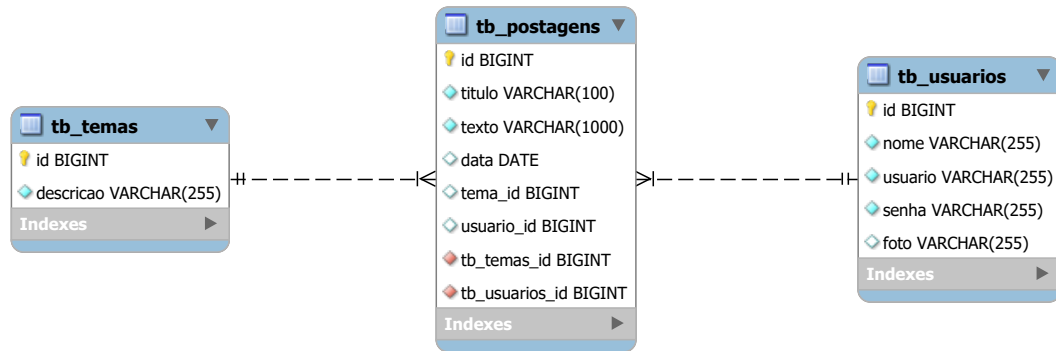 tb_temas
id BIGINT
descricao VARCHAR(255)
Indexes
tb_postagens
id BIGINT
titulo VARCHAR(100)
texto VARCHAR(1000)
data DATE
tema_id BIGINT
usuario_id BIGINT
tb_temas_id BIGINT
tb_usuarios_id BIGINT
Indexes
tb_usuarios
id BIGINT
nome VARCHAR(255)
usuario VARCHAR(255)
senha VARCHAR(255)
foto VARCHAR(255)
Indexes